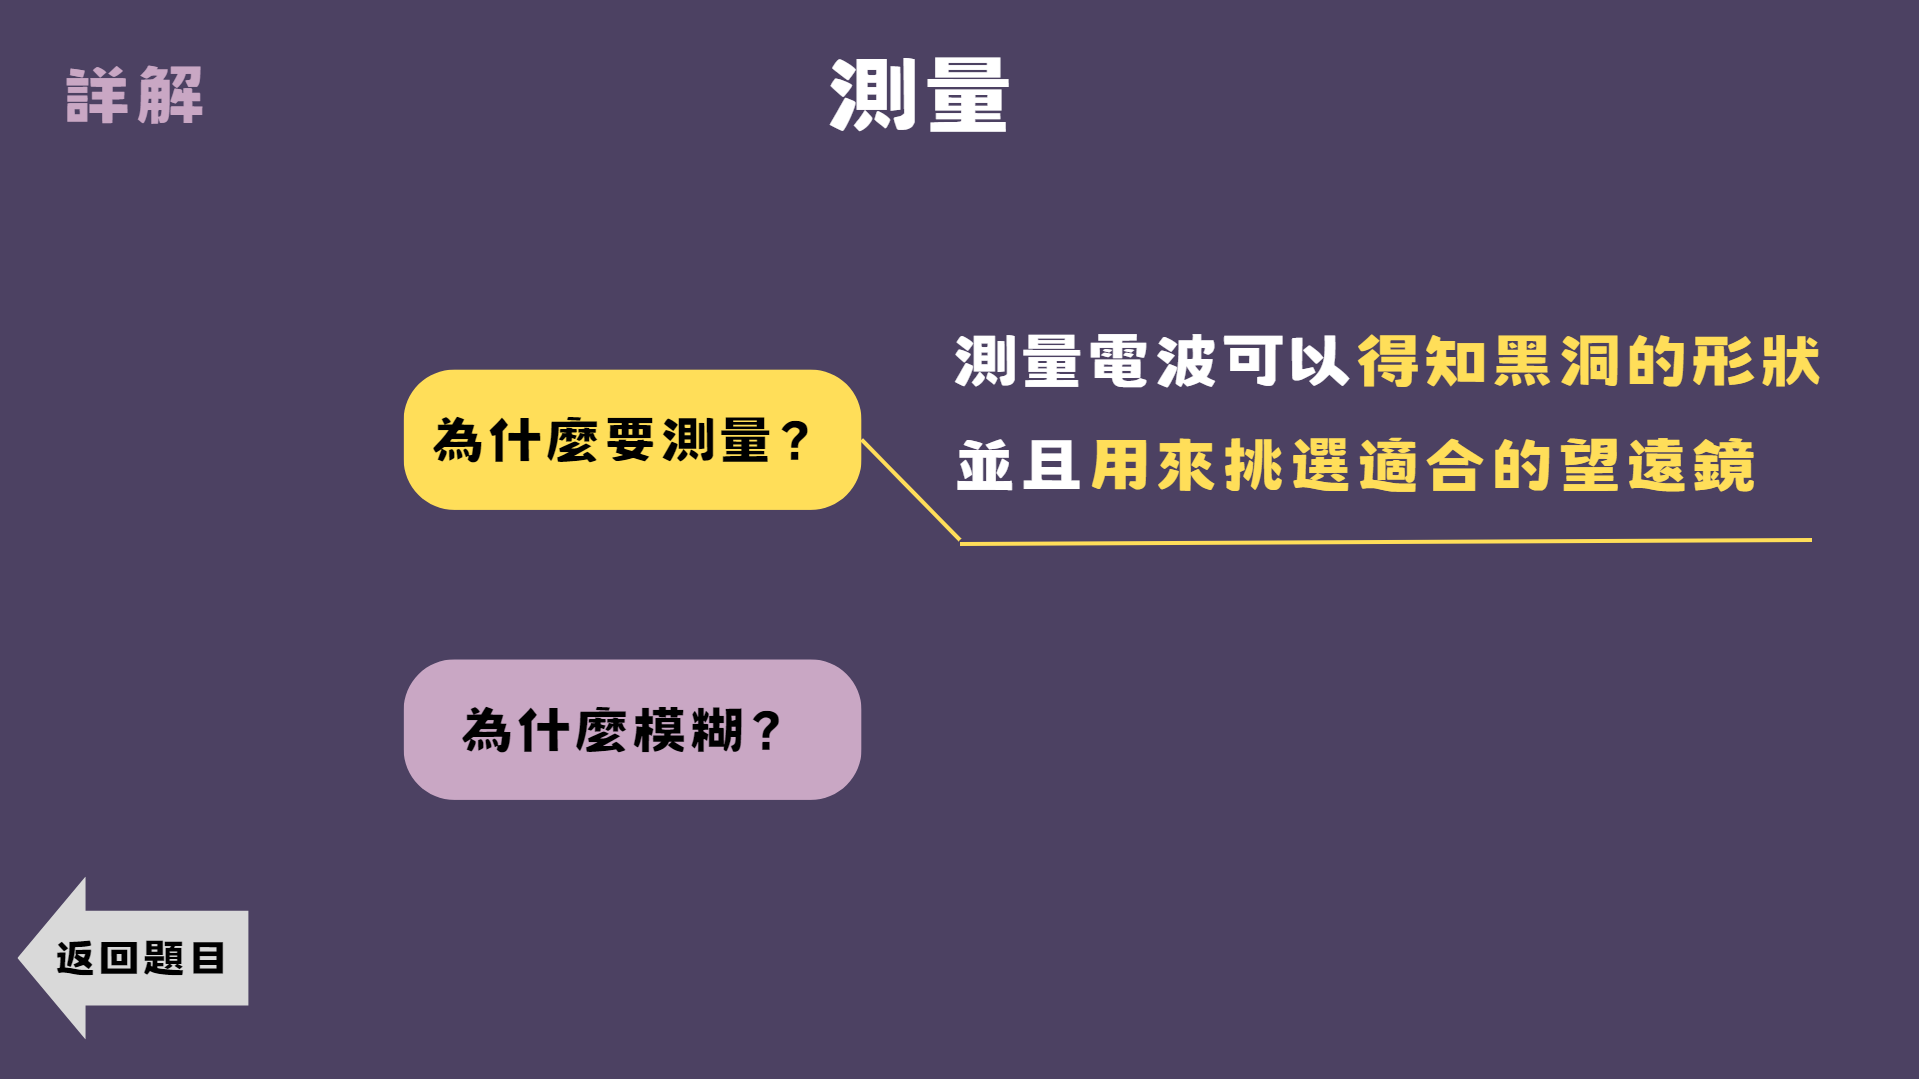 詳解
測量
測量電波可以得知黑洞的形狀
並且用來挑選適合的望遠鏡
為什麼要測量?
為什麼模糊?
返回題目